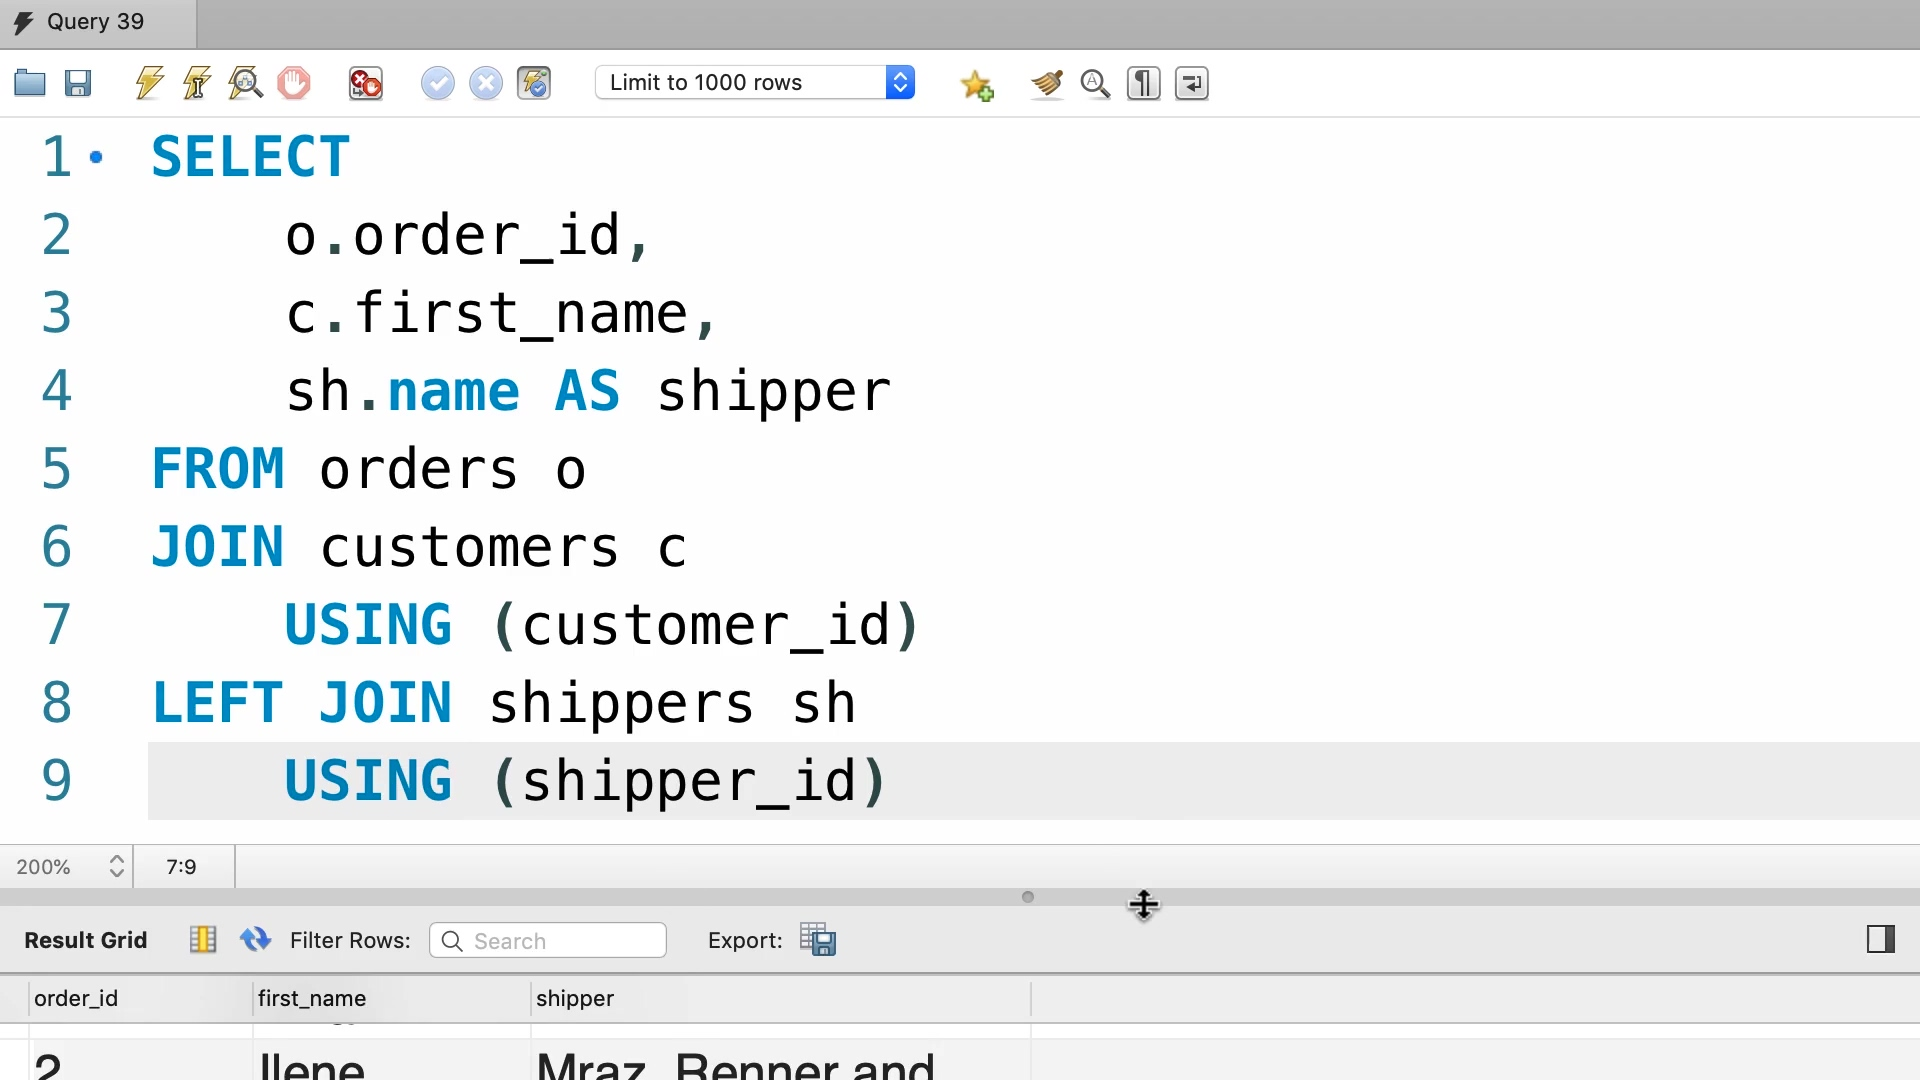 Query 39
Limit to 1000 rows
1 SELECT
2 o.order_id,
3 c.first_name,
4 sh.name AS shipper
5 FROM orders o
6 JOIN customers c
7 USING (customer_id)
8 LEFT JOIN shippers sh
9 USING (shipper_id)
200% 7:9
Result Grid Filter Rows: Search Export:
order_id first_name shipper
2 Ilene Mraz, Renner and